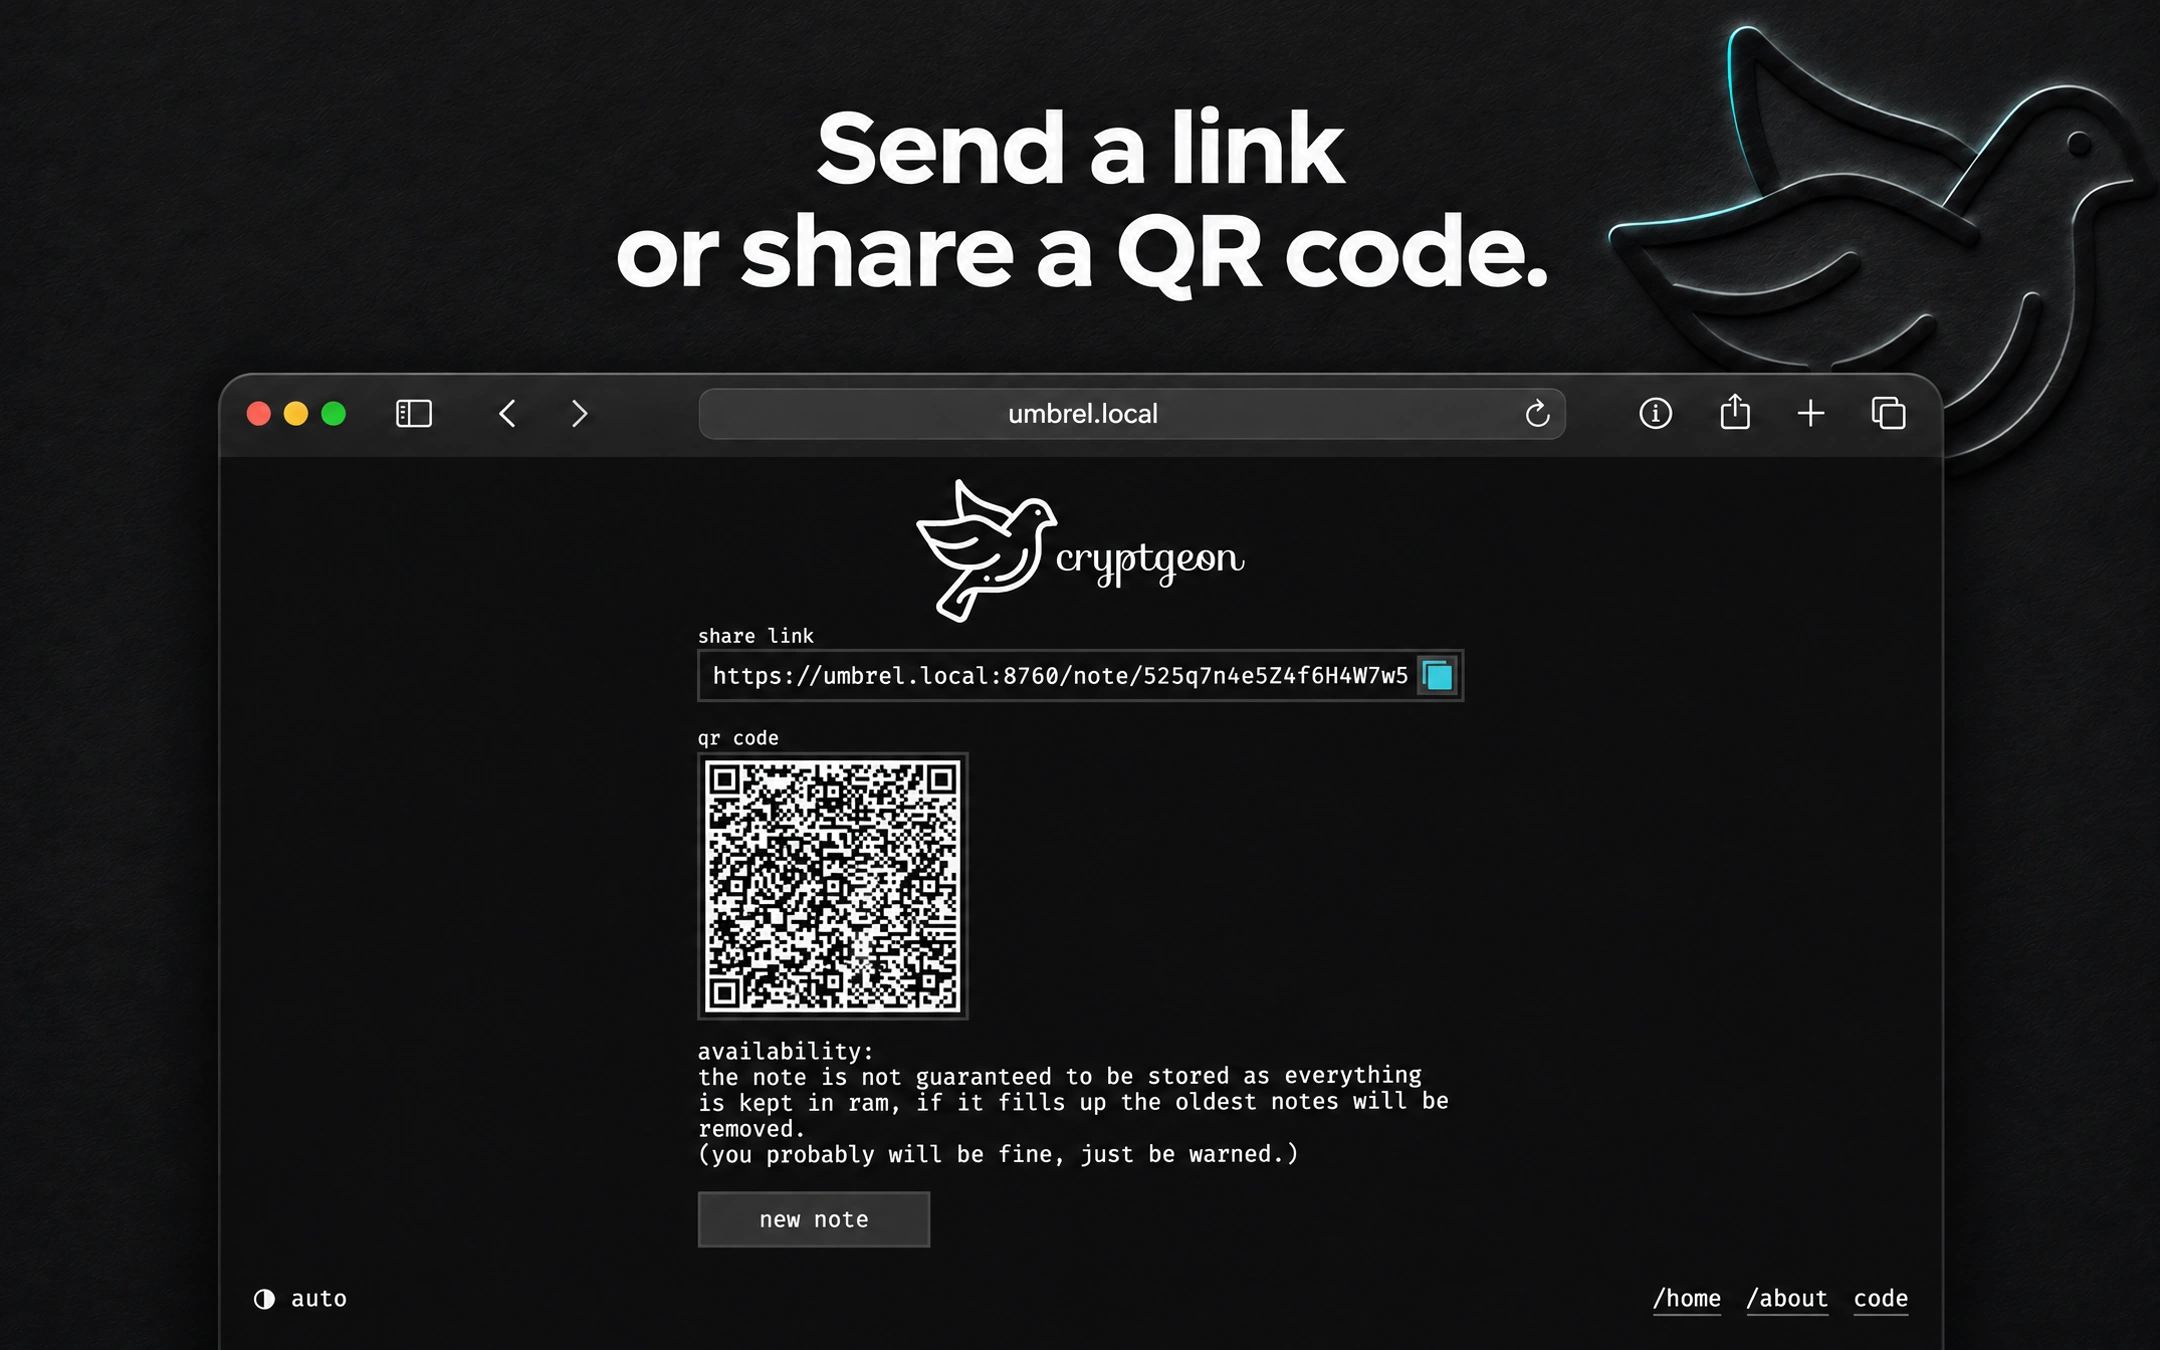 Send a link
or share a QR code.
umbrel.local
cryptgeon
share link
https://umbrel.local:8760/note/525q7n4e5Z4f6H4W7w5
qr code
availability:
the note is not guaranteed to be stored as everything
is kept in ram, if it fills up the oldest notes will be
removed.
(you probably will be fine, just be warned.)
new note
auto
/home /about code